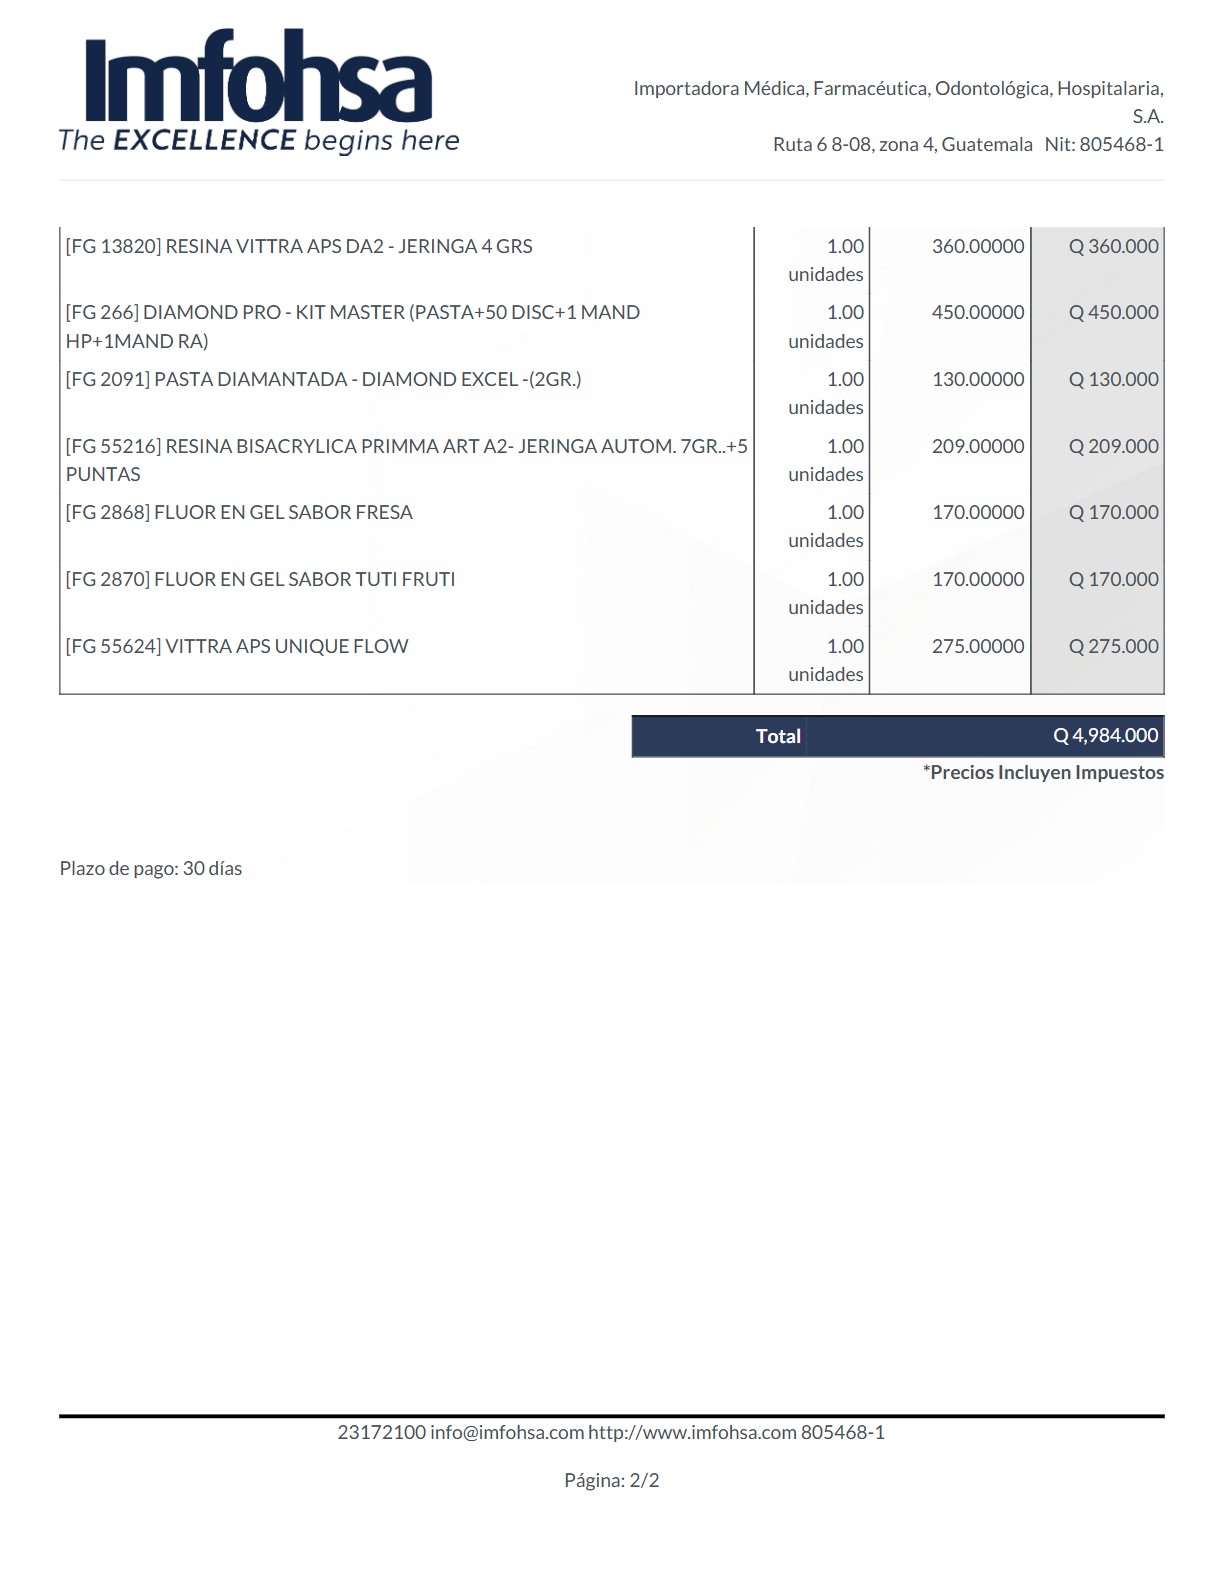 Imfohsa
The EXCELLENCE begins here
Importadora Médica, Farmacéutica, Odontológica, Hospitalaria,
S.A.
Ruta 6 8-08, zona 4, Guatemala   Nit: 805468-1
[FG 13820] RESINA VITTRA APS DA2 - JERINGA 4 GRS 1.00 360.00000 Q 360.000
unidades
[FG 266] DIAMOND PRO - KIT MASTER (PASTA+50 DISC+1 MAND 1.00 450.00000 Q 450.000
HP+1MAND RA) unidades
[FG 2091] PASTA DIAMANTADA - DIAMOND EXCEL -(2GR.) 1.00 130.00000 Q 130.000
unidades
[FG 55216] RESINA BISACRYLICA PRIMMA ART A2- JERINGA AUTOM. 7GR..+5 1.00 209.00000 Q 209.000
PUNTAS unidades
[FG 2868] FLUOR EN GEL SABOR FRESA 1.00 170.00000 Q 170.000
unidades
[FG 2870] FLUOR EN GEL SABOR TUTI FRUTI 1.00 170.00000 Q 170.000
unidades
[FG 55624] VITTRA APS UNIQUE FLOW 1.00 275.00000 Q 275.000
unidades
Total Q 4,984.000
*Precios Incluyen Impuestos
Plazo de pago: 30 días
23172100 info@imfohsa.com http://www.imfohsa.com 805468-1
Página: 2/2